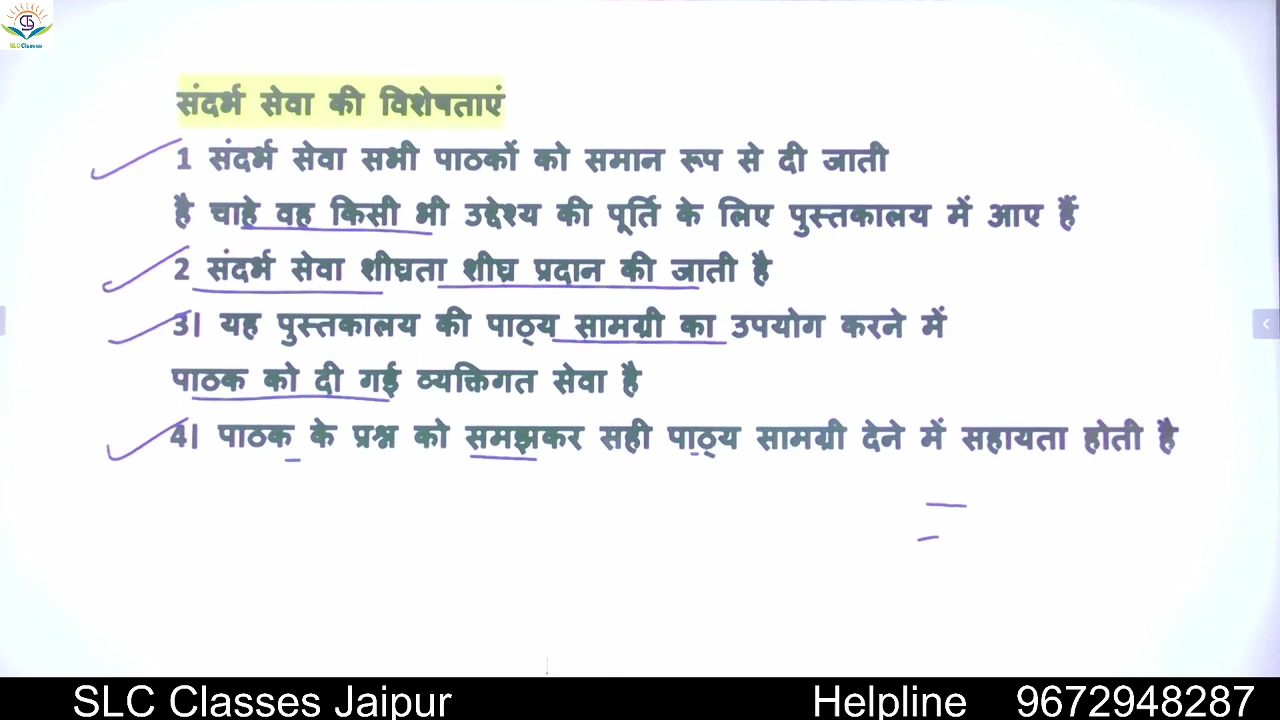 SLC Classes
संदर्भ सेवा की विशेषताएं
1 संदर्भ सेवा सभी पाठकों को समान रूप से दी जाती
है चाहे वह किसी भी उद्देश्य की पूर्ति के लिए पुस्तकालय में आए हैं
2 संदर्भ सेवा शीघ्रता शीघ्र प्रदान की जाती है
3। यह पुस्तकालय की पाठ्य सामग्री का उपयोग करने में
पाठक को दी गई व्यक्तिगत सेवा है
4। पाठक के प्रश्न को समझकर सही पाठ्य सामग्री देने में सहायता होती है
SLC Classes Jaipur Helpline 9672948287